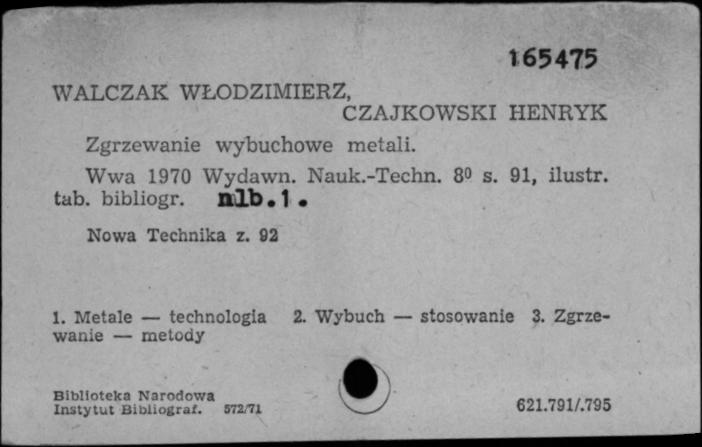 165475
WALCZAK WŁODZIMIERZ,
CZAJKOWSKI HENRYK
Zgrzewanie wybuchowe metali.
Wwa 1970 Wydawn. Nauk.-Techn. 8º s. 91, ilustr.
tab. bibliogr. nlb.1.
Nowa Technika z. 92
1. Metale — technologia 2. Wybuch — stosowanie 3. Zgrze-
wanie — metody
Biblioteka Narodowa
Instytut Bibliograf. 572/71
621.791/.795